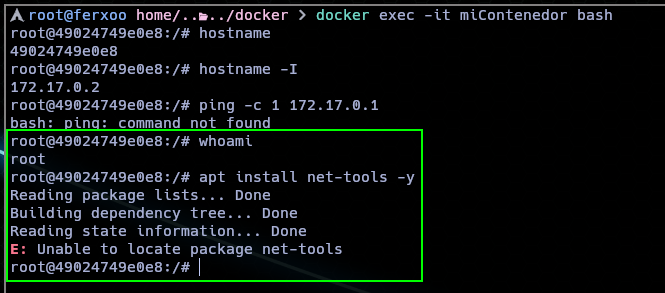 root@ferxoo home/..../docker > docker exec -it miContenedor bash
root@49024749e0e8:/# hostname
49024749e0e8
root@49024749e0e8:/# hostname -I
172.17.0.2
root@49024749e0e8:/# ping -c 1 172.17.0.1
bash: ping: command not found
root@49024749e0e8:/# whoami
root
root@49024749e0e8:/# apt install net-tools -y
Reading package lists... Done
Building dependency tree... Done
Reading state information... Done
E: Unable to locate package net-tools
root@49024749e0e8:/#